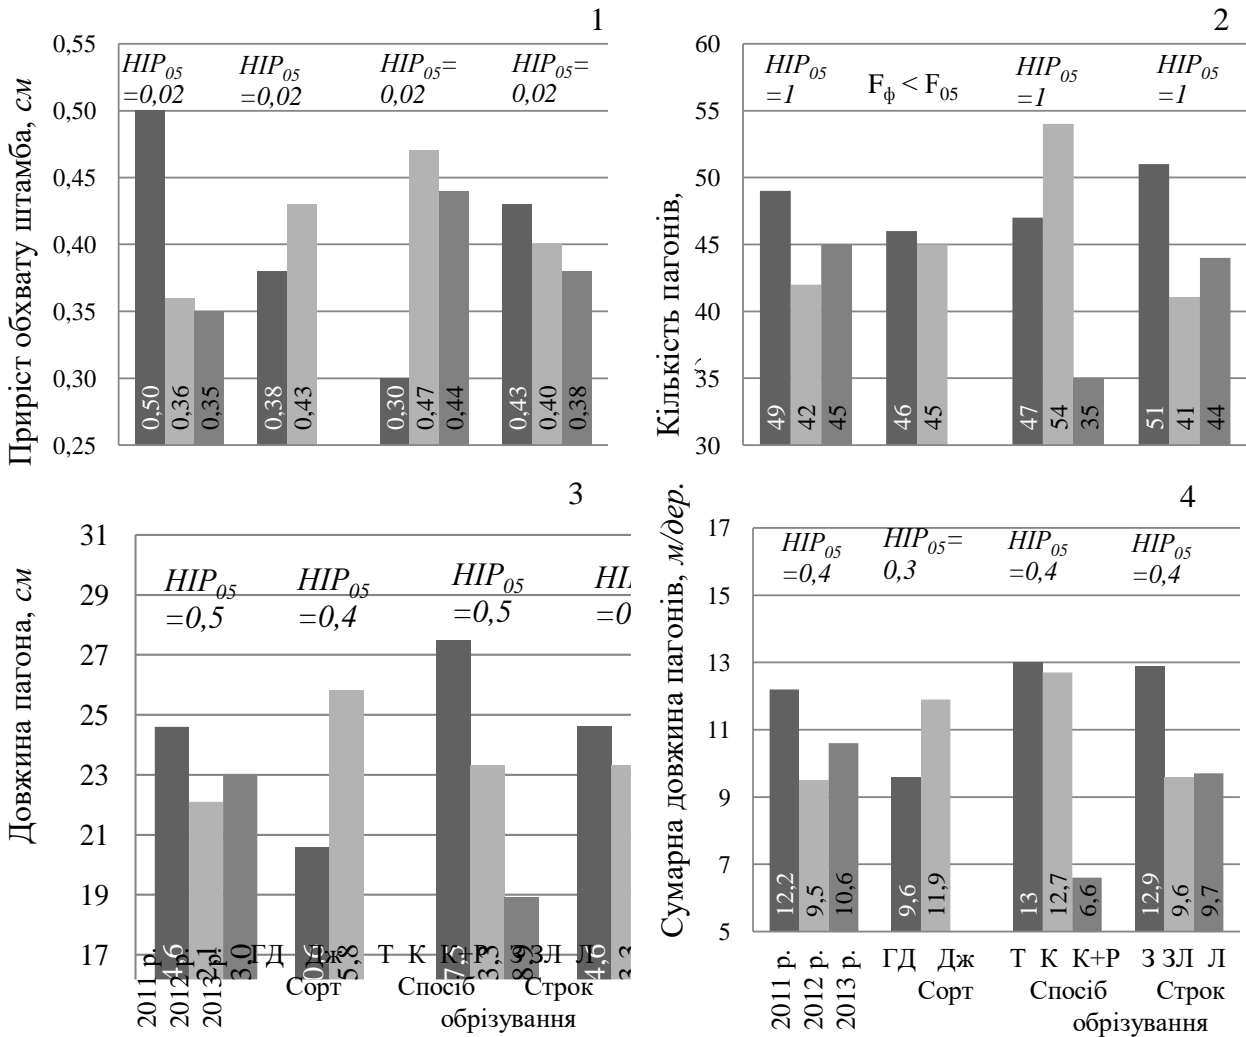 1
Приріст обхвату штамба, см
0,55
0,50
0,45
0,40
0,35
0,30
0,25
НІР05
=0,02
НІР05
=0,02
НІР05=
0,02
НІР05=
0,02
0,50
0,36
0,35
0,38
0,43
0,30
0,47
0,44
0,43
0,40
0,38
2
Кількість пагонів,
60
55
50
45
40
35
30
НІР05
=1
Fф < F05
НІР05
=1
НІР05
=1
49
42
45
46
45
47
54
35
51
41
44
3
Довжина пагона, см
31
29
27
25
23
21
19
17
НІР05
=0,5
НІР05
=0,4
НІР05
=0,5
2011 р.
2012 р.
2013 р.
ГД Дж
Т К К+Р
З ЗЛ Л
Сорт
Спосіб
Строк
обрізування
4
Сумарна довжина пагонів, м/дер.
17
15
13
11
9
7
5
НІР05
=0,4
НІР05=
0,3
НІР05
=0,4
НІР05
=0,4
12,2
9,5
10,6
9,6
11,9
13
12,7
6,6
12,9
9,6
9,7
2011 р.
2012 р.
2013 р.
ГД Дж
Т К К+Р
З ЗЛ Л
Сорт
Спосіб
Строк
обрізування